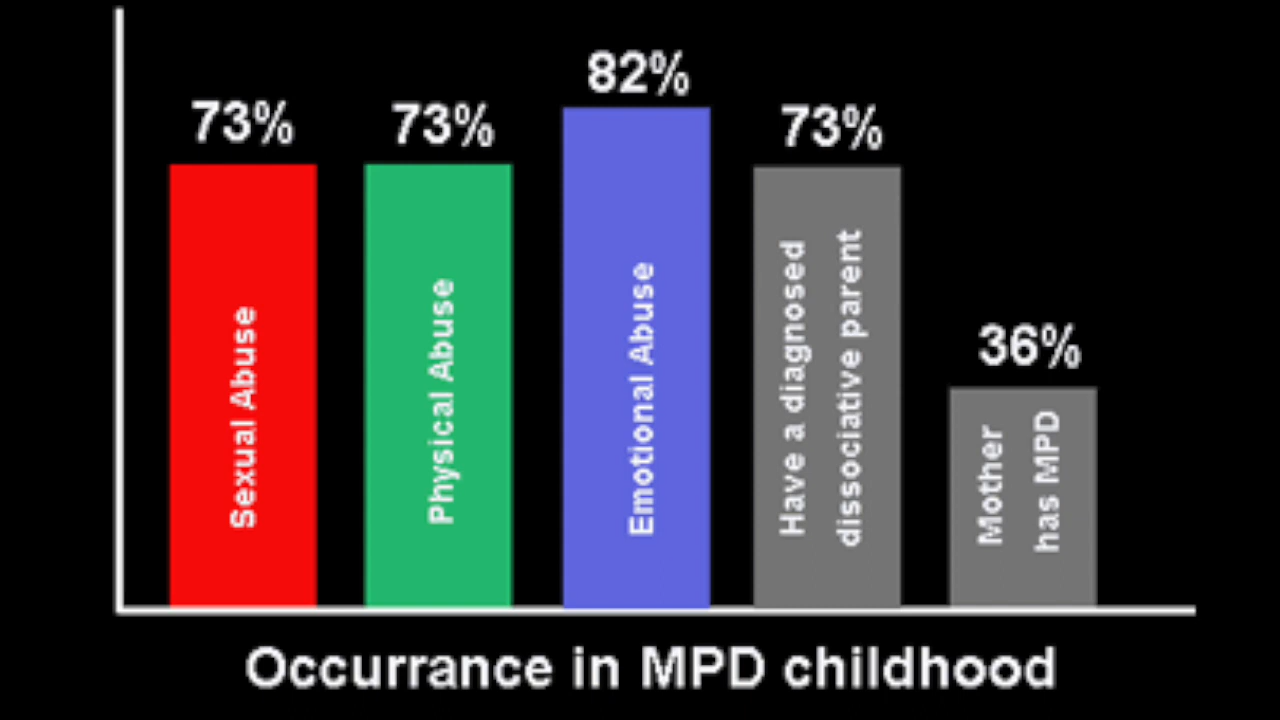 73%
Sexual Abuse
73%
Physical Abuse
82%
Emotional Abuse
73%
Have a diagnosed
dissociative parent
36%
Mother
has MPD
Occurrance in MPD childhood